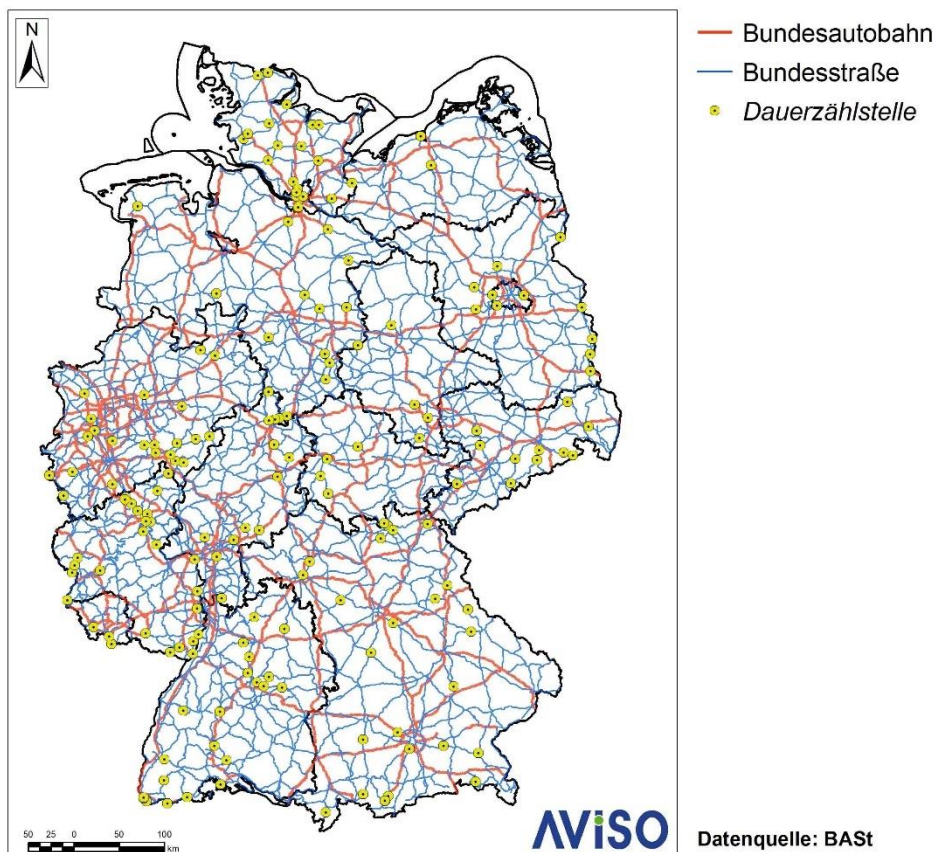 N
Bundesautobahn
Bundesstraße
Dauerzählstelle
50 25 0 50 100
km
AViSO
Datenquelle: BASt